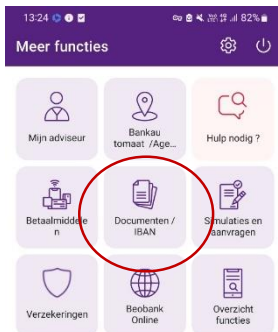 13:24 82%
Meer functies
Mijn adviseur
Bankau
tomaat /Age...
Hulp nodig ?
Betaalmiddele
n
Documenten /
IBAN
Simulaties en
aanvragen
Verzekeringen
Beobank
Online
Overzicht
functies